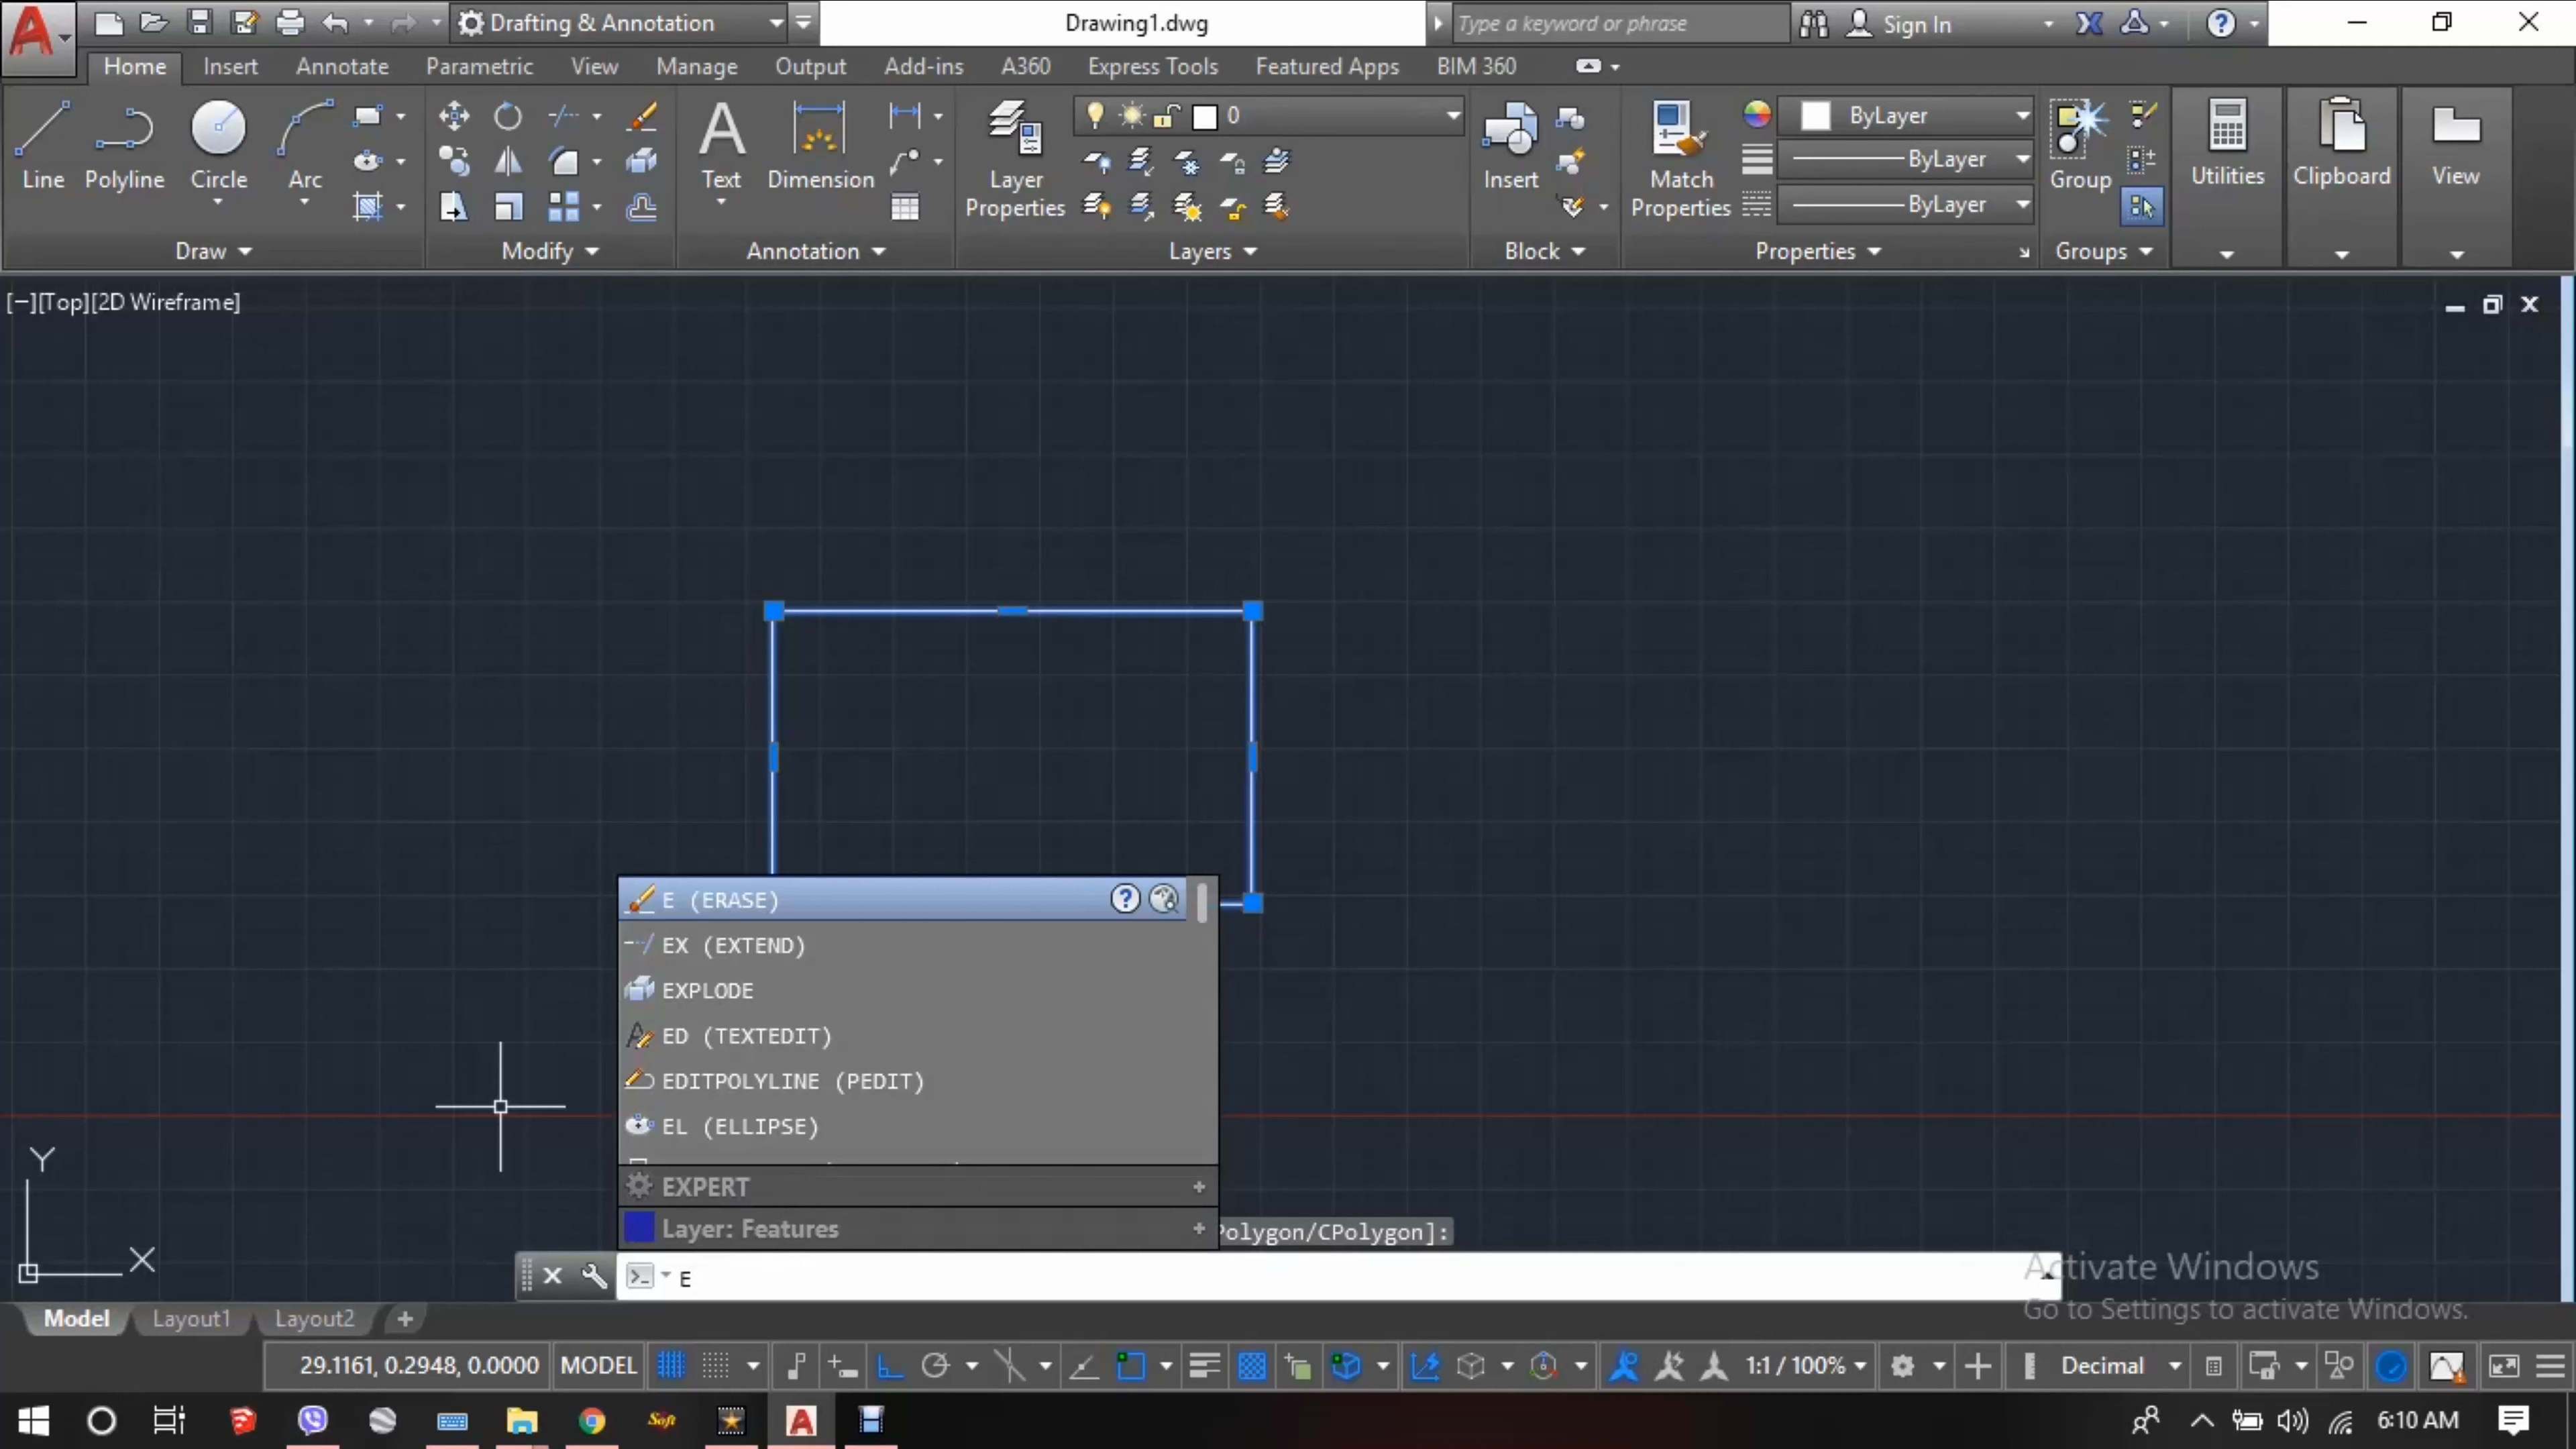 Drafting & Annotation
Drawing1.dwg
Type a keyword or phrase
Sign In
Home Insert Annotate Parametric View Manage Output Add-ins A360 Express Tools Featured Apps BIM 360
Line Polyline Circle Arc
Draw
Modify
A
Text Dimension
Annotation
Layer
Properties
0
Layers
Insert
Block
Match
Properties
ByLayer
ByLayer
ByLayer
Properties
Group
Groups
Utilities
Clipboard
View
[−][Top][2D Wireframe]
E (ERASE)
EX (EXTEND)
EXPLODE
ED (TEXTEDIT)
EDITPOLYLINE (PEDIT)
EL (ELLIPSE)
EXPERT
Layer: Features
Polygon/CPolygon]:
E
Y
X
Activate Windows
Go to Settings to activate Windows.
Model Layout1 Layout2
29.1161, 0.2948, 0.0000 MODEL 1:1 / 100% Decimal
Soft
6:10 AM